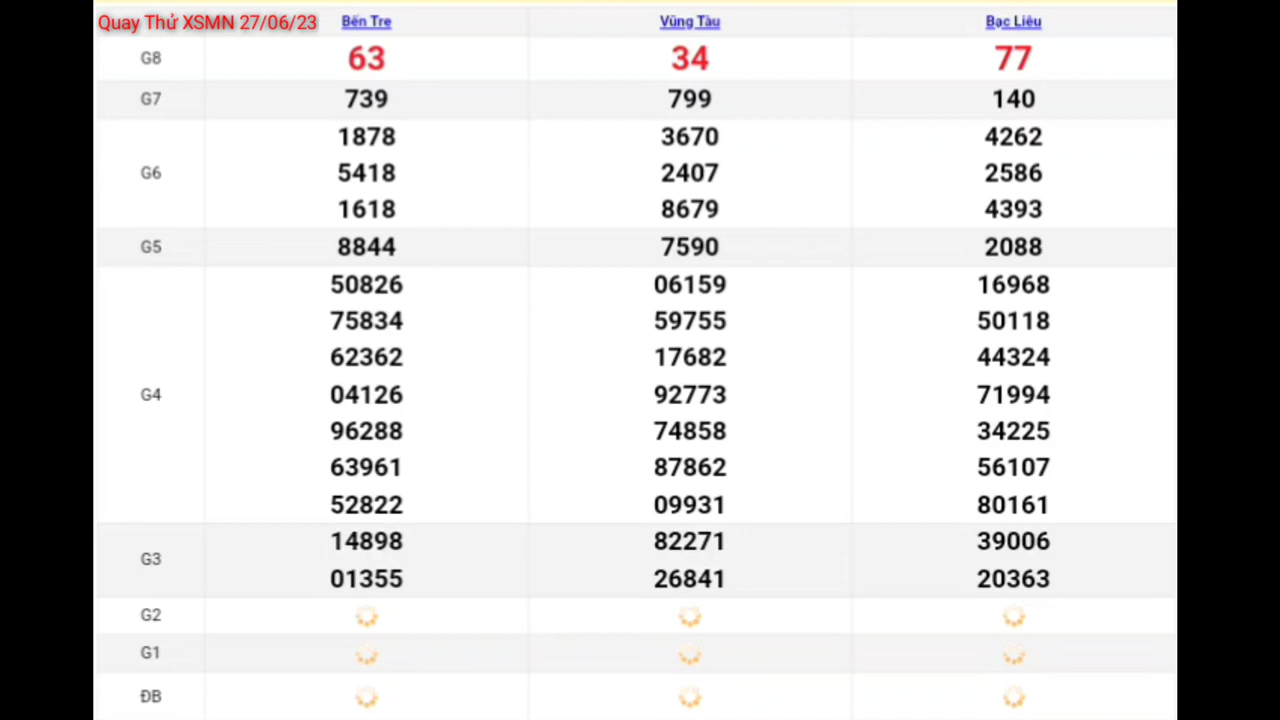 Quay Thử XSMN 27/06/23 Bến Tre Vũng Tàu Bạc Liêu
G8 63 34 77
G7 739 799 140
1878 3670 4262
G6 5418 2407 2586
1618 8679 4393
G5 8844 7590 2088
50826 06159 16968
75834 59755 50118
62362 17682 44324
G4 04126 92773 71994
96288 74858 34225
63961 87862 56107
52822 09931 80161
G3 14898 82271 39006
01355 26841 20363
G2
G1
ĐB